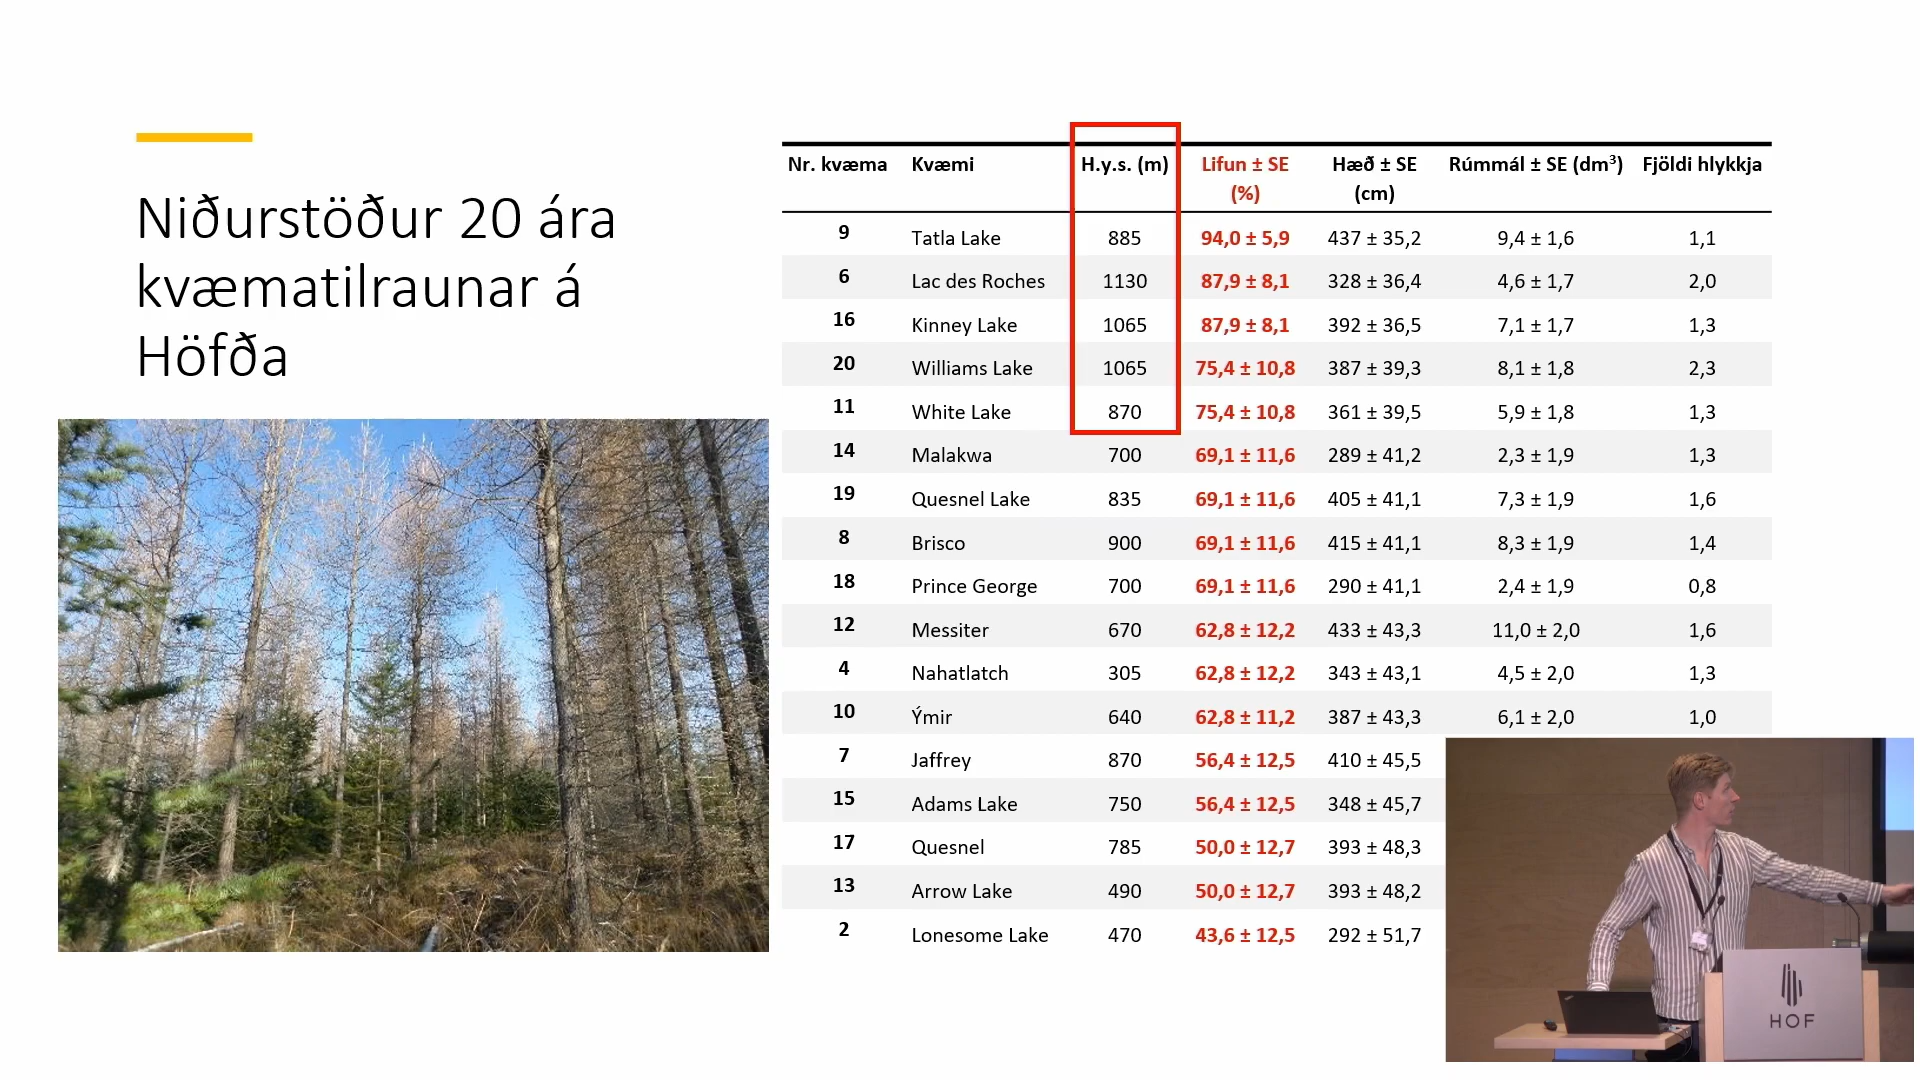 Niðurstöður 20 ára
kvæmatilraunar á
Höfða
Nr. kvæma Kvæmi H.y.s. (m) Lifun ± SE (%) Hæð ± SE (cm) Rúmmál ± SE (dm³) Fjöldi hlykkja
9 Tatla Lake 885 94,0 ± 5,9 437 ± 35,2 9,4 ± 1,6 1,1
6 Lac des Roches 1130 87,9 ± 8,1 328 ± 36,4 4,6 ± 1,7 2,0
16 Kinney Lake 1065 87,9 ± 8,1 392 ± 36,5 7,1 ± 1,7 1,3
20 Williams Lake 1065 75,4 ± 10,8 387 ± 39,3 8,1 ± 1,8 2,3
11 White Lake 870 75,4 ± 10,8 361 ± 39,5 5,9 ± 1,8 1,3
14 Malakwa 700 69,1 ± 11,6 289 ± 41,2 2,3 ± 1,9 1,3
19 Quesnel Lake 835 69,1 ± 11,6 405 ± 41,1 7,3 ± 1,9 1,6
8 Brisco 900 69,1 ± 11,6 415 ± 41,1 8,3 ± 1,9 1,4
18 Prince George 700 69,1 ± 11,6 290 ± 41,1 2,4 ± 1,9 0,8
12 Messiter 670 62,8 ± 12,2 433 ± 43,3 11,0 ± 2,0 1,6
4 Nahatlatch 305 62,8 ± 12,2 343 ± 43,1 4,5 ± 2,0 1,3
10 Ýmir 640 62,8 ± 11,2 387 ± 43,3 6,1 ± 2,0 1,0
7 Jaffrey 870 56,4 ± 12,5 410 ± 45,5
15 Adams Lake 750 56,4 ± 12,5 348 ± 45,7
17 Quesnel 785 50,0 ± 12,7 393 ± 48,3
13 Arrow Lake 490 50,0 ± 12,7 393 ± 48,2
2 Lonesome Lake 470 43,6 ± 12,5 292 ± 51,7
HOF